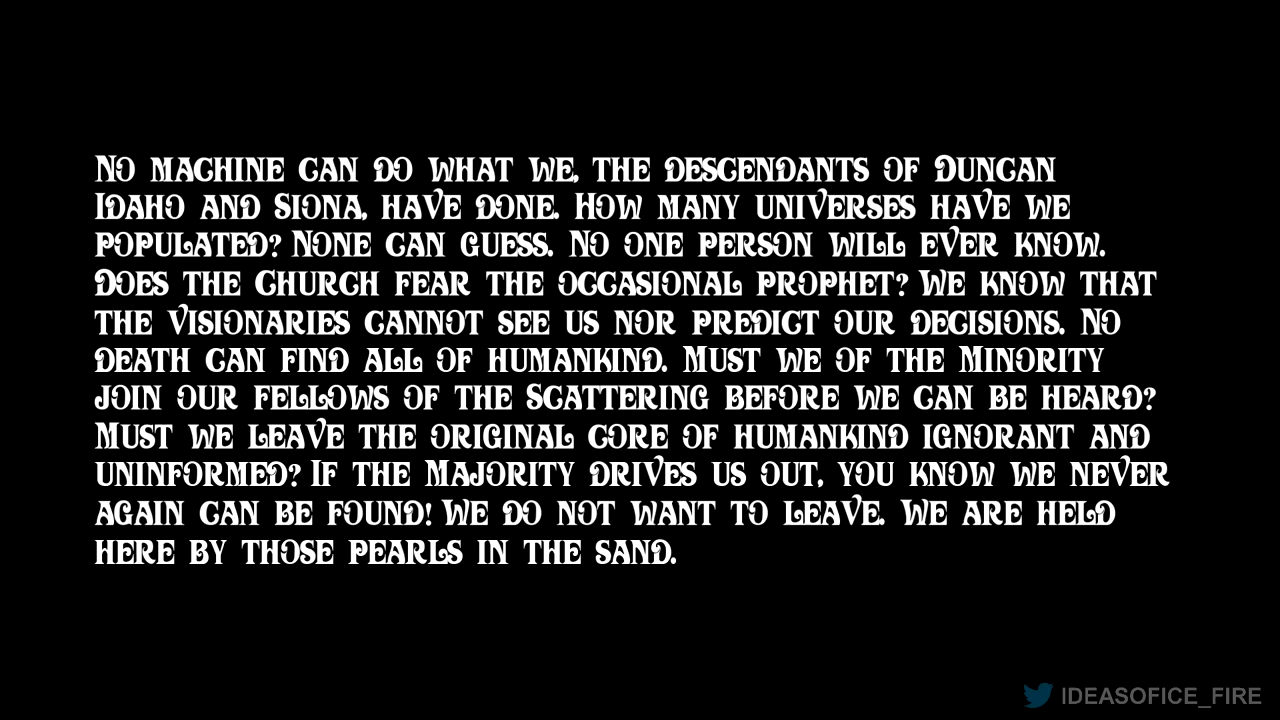 No machine can do what we, the descendants of Duncan
Idaho and Siona, have done. How many universes have we
populated? None can guess. No one person will ever know.
Does the Church fear the occasional prophet? We know that
the visionaries cannot see us nor predict our decisions. No
death can find all of humankind. Must we of the Minority
join our fellows of the Scattering before we can be heard?
Must we leave the original core of humankind ignorant and
uninformed? If the Majority drives us out, you know we never
again can be found! We do not want to leave. We are held
here by those pearls in the sand.
IDEASOFICE_FIRE